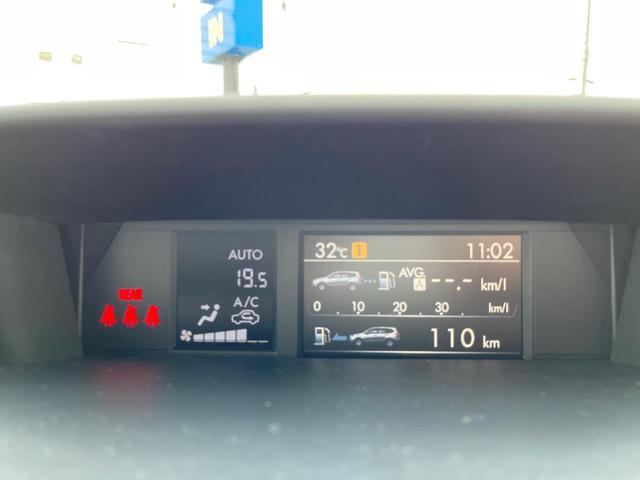 AUTO
19.5
A/C
REAR
32°C i 11:02
AVG. A --.- km/l
0 . 10 . 20 . 30 . km/l
110 km